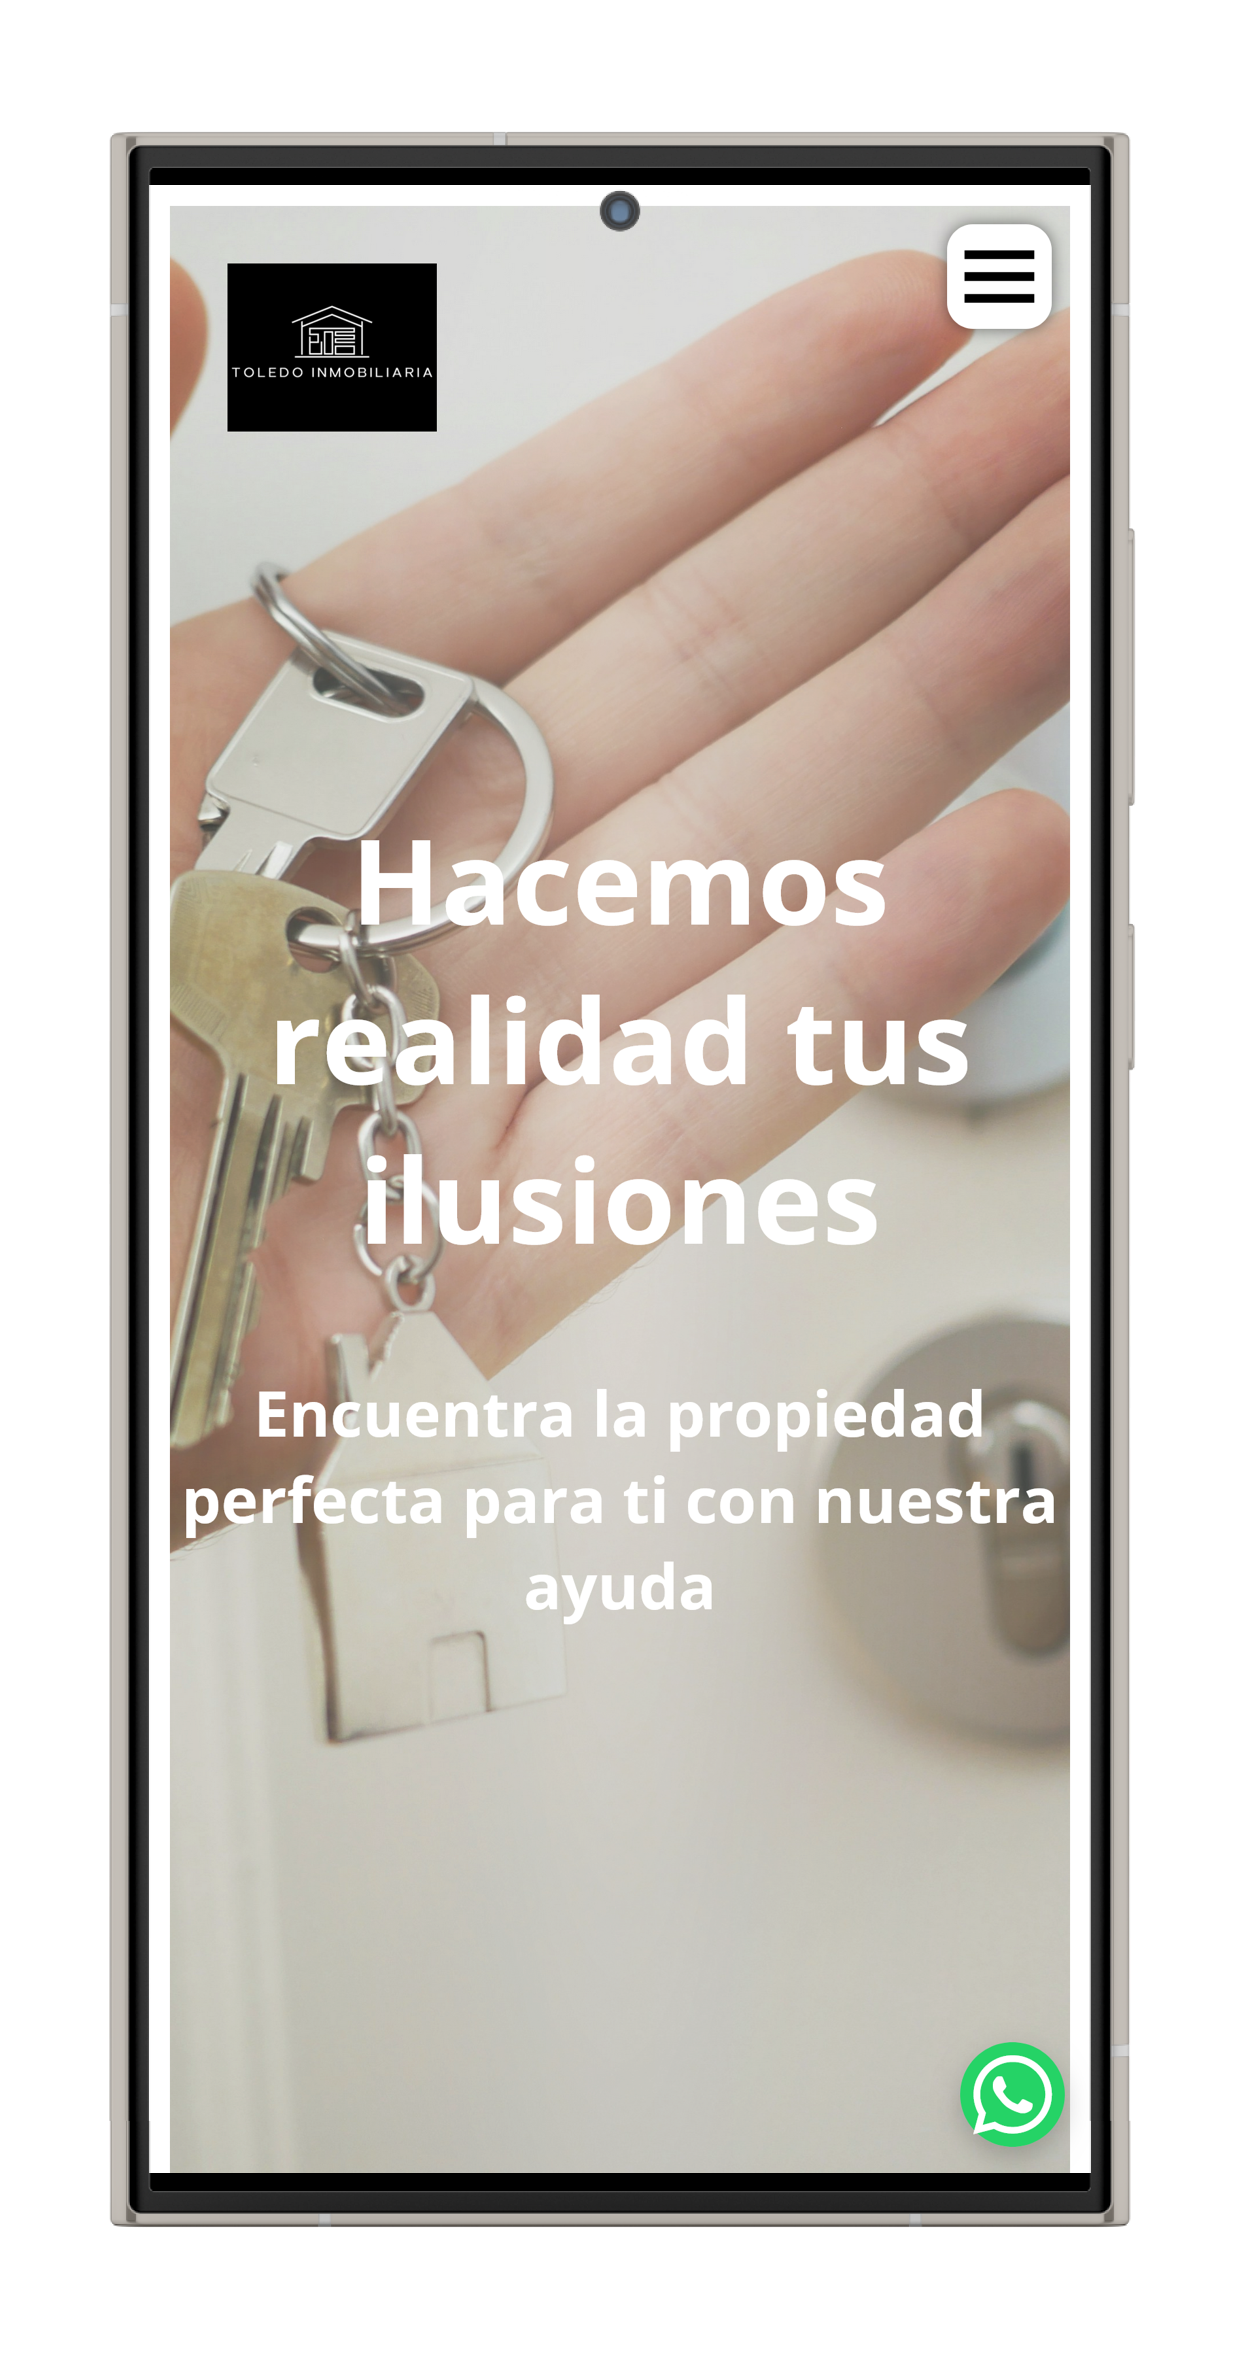 TOLEDO INMOBILIARIA
Hacemos
realidad tus
ilusiones
Encuentra la propiedad
perfecta para ti con nuestra
ayuda